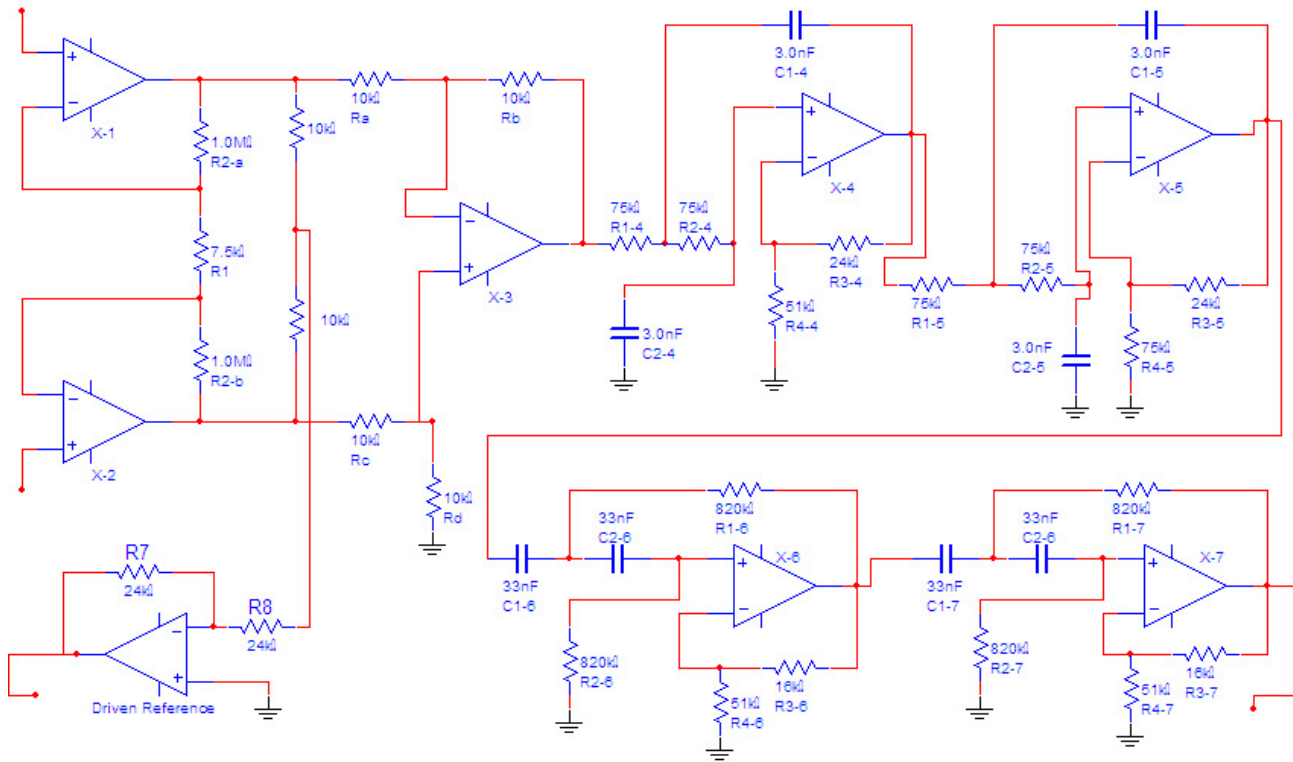 X-1
1.0MΩ
R2-a
10kΩ
7.5kΩ
R1
10kΩ
1.0MΩ
R2-b
X-2
10kΩ
Ra
10kΩ
Rb
X-3
10kΩ
Rc
10kΩ
Rd
75kΩ
R1-4
75kΩ
R2-4
3.0nF
C1-4
X-4
24kΩ
R3-4
51kΩ
R4-4
3.0nF
C2-4
75kΩ
R1-5
75kΩ
R2-5
3.0nF
C1-5
X-5
24kΩ
R3-5
75kΩ
R4-5
3.0nF
C2-5
R7
24kΩ
R8
24kΩ
Driven Reference
33nF
C1-6
33nF
C2-6
820kΩ
R1-6
X-6
820kΩ
R2-6
16kΩ
R3-6
51kΩ
R4-6
33nF
C1-7
33nF
C2-6
820kΩ
R1-7
X-7
820kΩ
R2-7
16kΩ
R3-7
51kΩ
R4-7